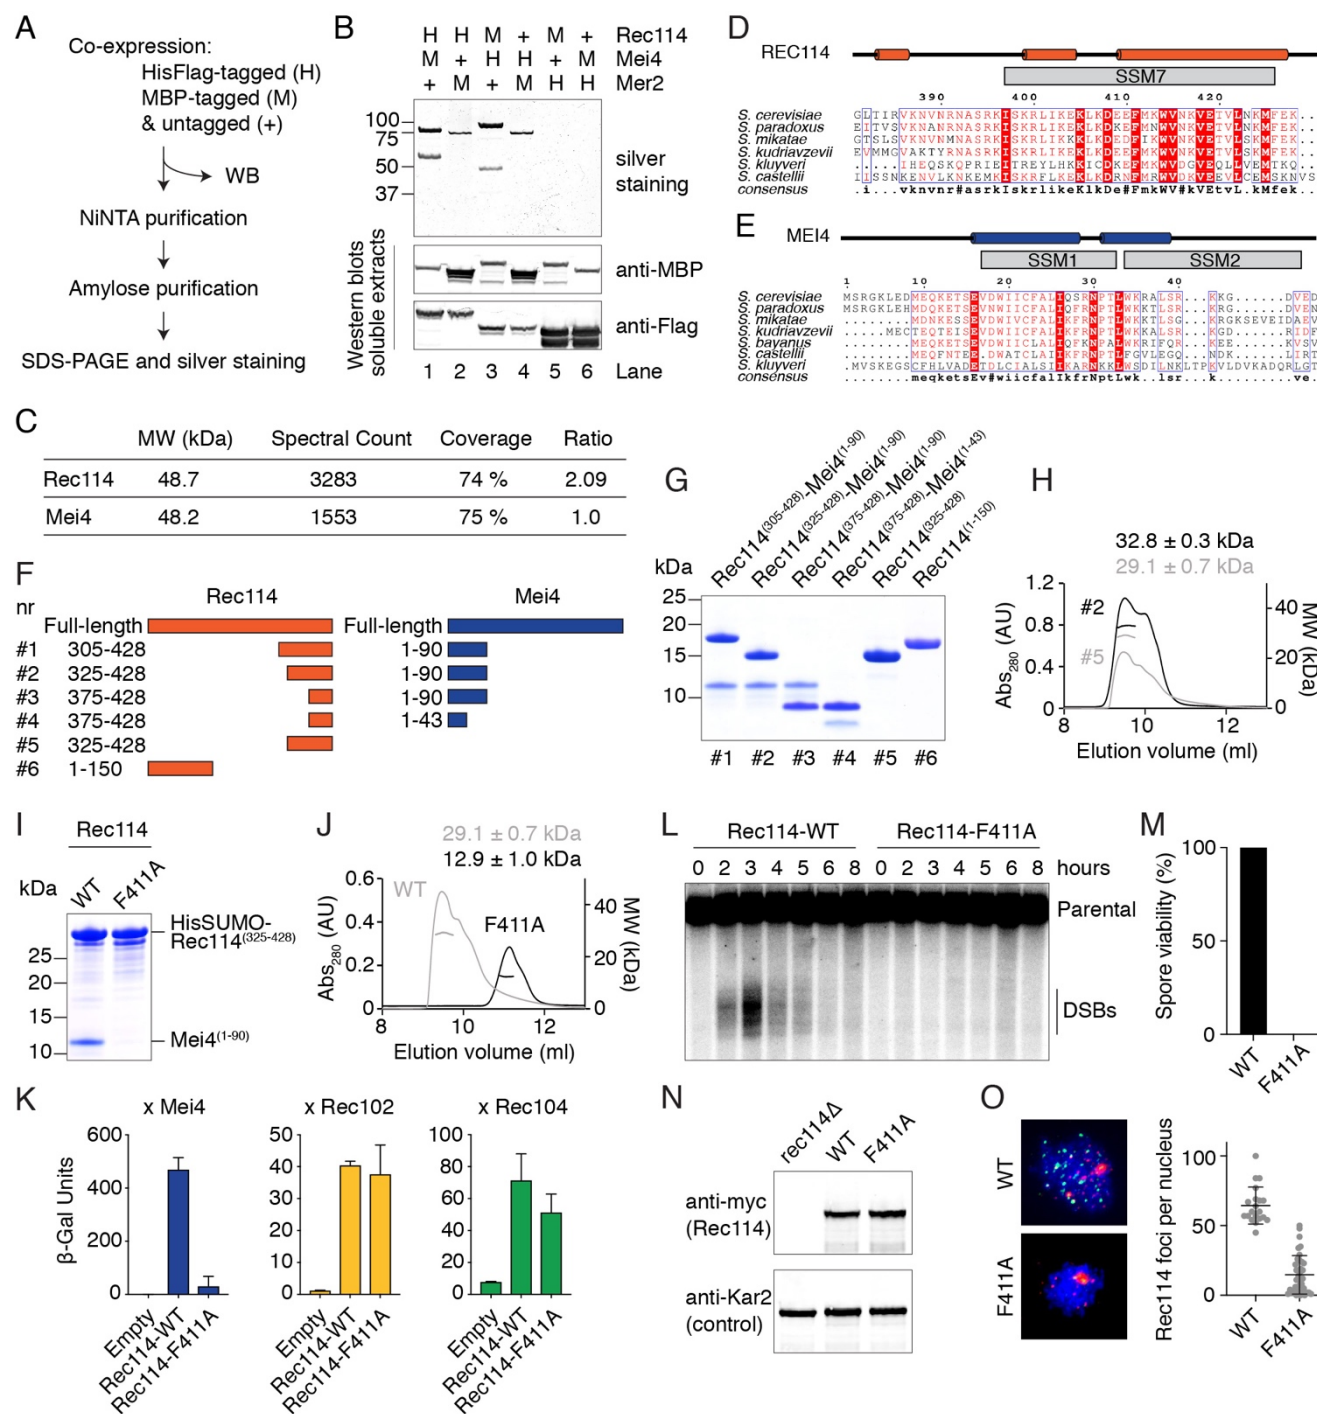 A
Co-expression:
HisFlag-tagged (H)
MBP-tagged (M)
& untagged (+)
WB
NiNTA purification
Amylose purification
SDS-PAGE and silver staining
B
H H M + M + Rec114
M + H H + M Mei4
+ M + M H H Mer2
100
75
50
37
silver
staining
Western blots
soluble extracts
anti-MBP
anti-Flag
1 2 3 4 5 6 Lane
C
MW (kDa) Spectral Count Coverage Ratio
Rec114 48.7 3283 74 % 2.09
Mei4 48.2 1553 75 % 1.0
D
REC114
SSM7
390 400 410 420
S. cerevisiae
S. paradoxus
S. mikatae
S. kudriavzevii
S. kluyveri
S. castellii
consensus
E
MEI4
SSM1 SSM2
1 10 20 30 40
S. cerevisiae
S. paradoxus
S. mikatae
S. kudriavzevii
S. bayanus
S. castellii
S. kluyveri
consensus
F
nr
Rec114 Mei4
Full-length Full-length
#1 305-428 1-90
#2 325-428 1-90
#3 375-428 1-90
#4 375-428 1-43
#5 325-428
#6 1-150
G
Rec114(305-428)-Mei4(1-90)
Rec114(325-428)-Mei4(1-90)
Rec114(375-428)-Mei4(1-90)
Rec114(375-428)-Mei4(1-43)
Rec114(325-428)
Rec114(1-150)
kDa
25
20
15
10
#1 #2 #3 #4 #5 #6
H
32.8 ± 0.3 kDa
29.1 ± 0.7 kDa
1.2
0.8
0.4
0
Abs280 (AU)
#2
#5
40
20
0
MW (kDa)
8 10 12
Elution volume (ml)
I
Rec114
kDa
WT
F411A
25
20
15
10
HisSUMO-
Rec114(325-428)
Mei4(1-90)
J
29.1 ± 0.7 kDa
12.9 ± 1.0 kDa
0.6
0.4
0.2
0
Abs280 (AU)
WT
F411A
40
20
0
MW (kDa)
8 10 12
Elution volume (ml)
K
x Mei4
600
400
200
0
β-Gal Units
Empty
Rec114-WT
Rec114-F411A
x Rec102
50
40
30
20
10
0
Empty
Rec114-WT
Rec114-F411A
x Rec104
100
80
60
40
20
0
Empty
Rec114-WT
Rec114-F411A
L
Rec114-WT Rec114-F411A
0 2 3 4 5 6 8 0 2 3 4 5 6 8 hours
Parental
DSBs
M
Spore viability (%)
100
50
0
WT
F411A
N
rec114Δ
WT
F411A
anti-myc
(Rec114)
anti-Kar2
(control)
O
WT
F411A
Rec114 foci per nucleus
100
50
0
WT
F411A